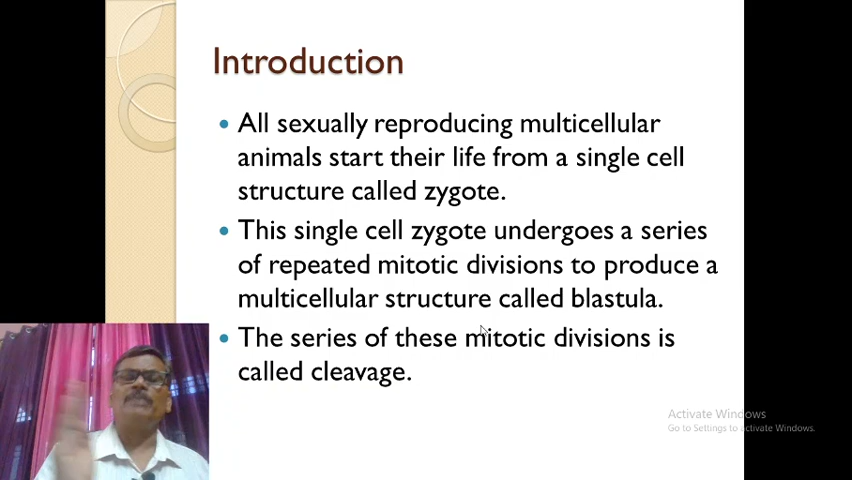 Introduction
All sexually reproducing multicellular
animals start their life from a single cell
structure called zygote.
This single cell zygote undergoes a series
of repeated mitotic divisions to produce a
multicellular structure called blastula.
The series of these mitotic divisions is
called cleavage.
Activate Windows
Go to Settings to activate Windows.